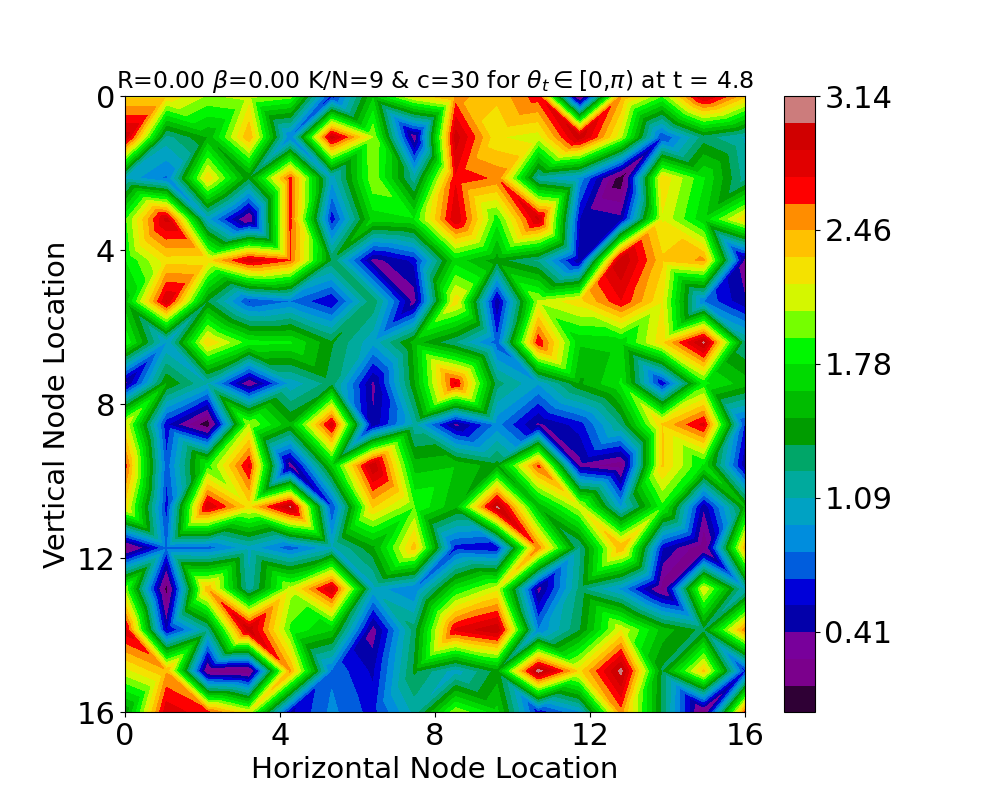 R=0.00 β=0.00 K/N=9 & c=30 for θₜ∈[0,π) at t = 4.8
0
4
8
12
16
Vertical Node Location
0 4 8 12 16
Horizontal Node Location
3.14
2.46
1.78
1.09
0.41